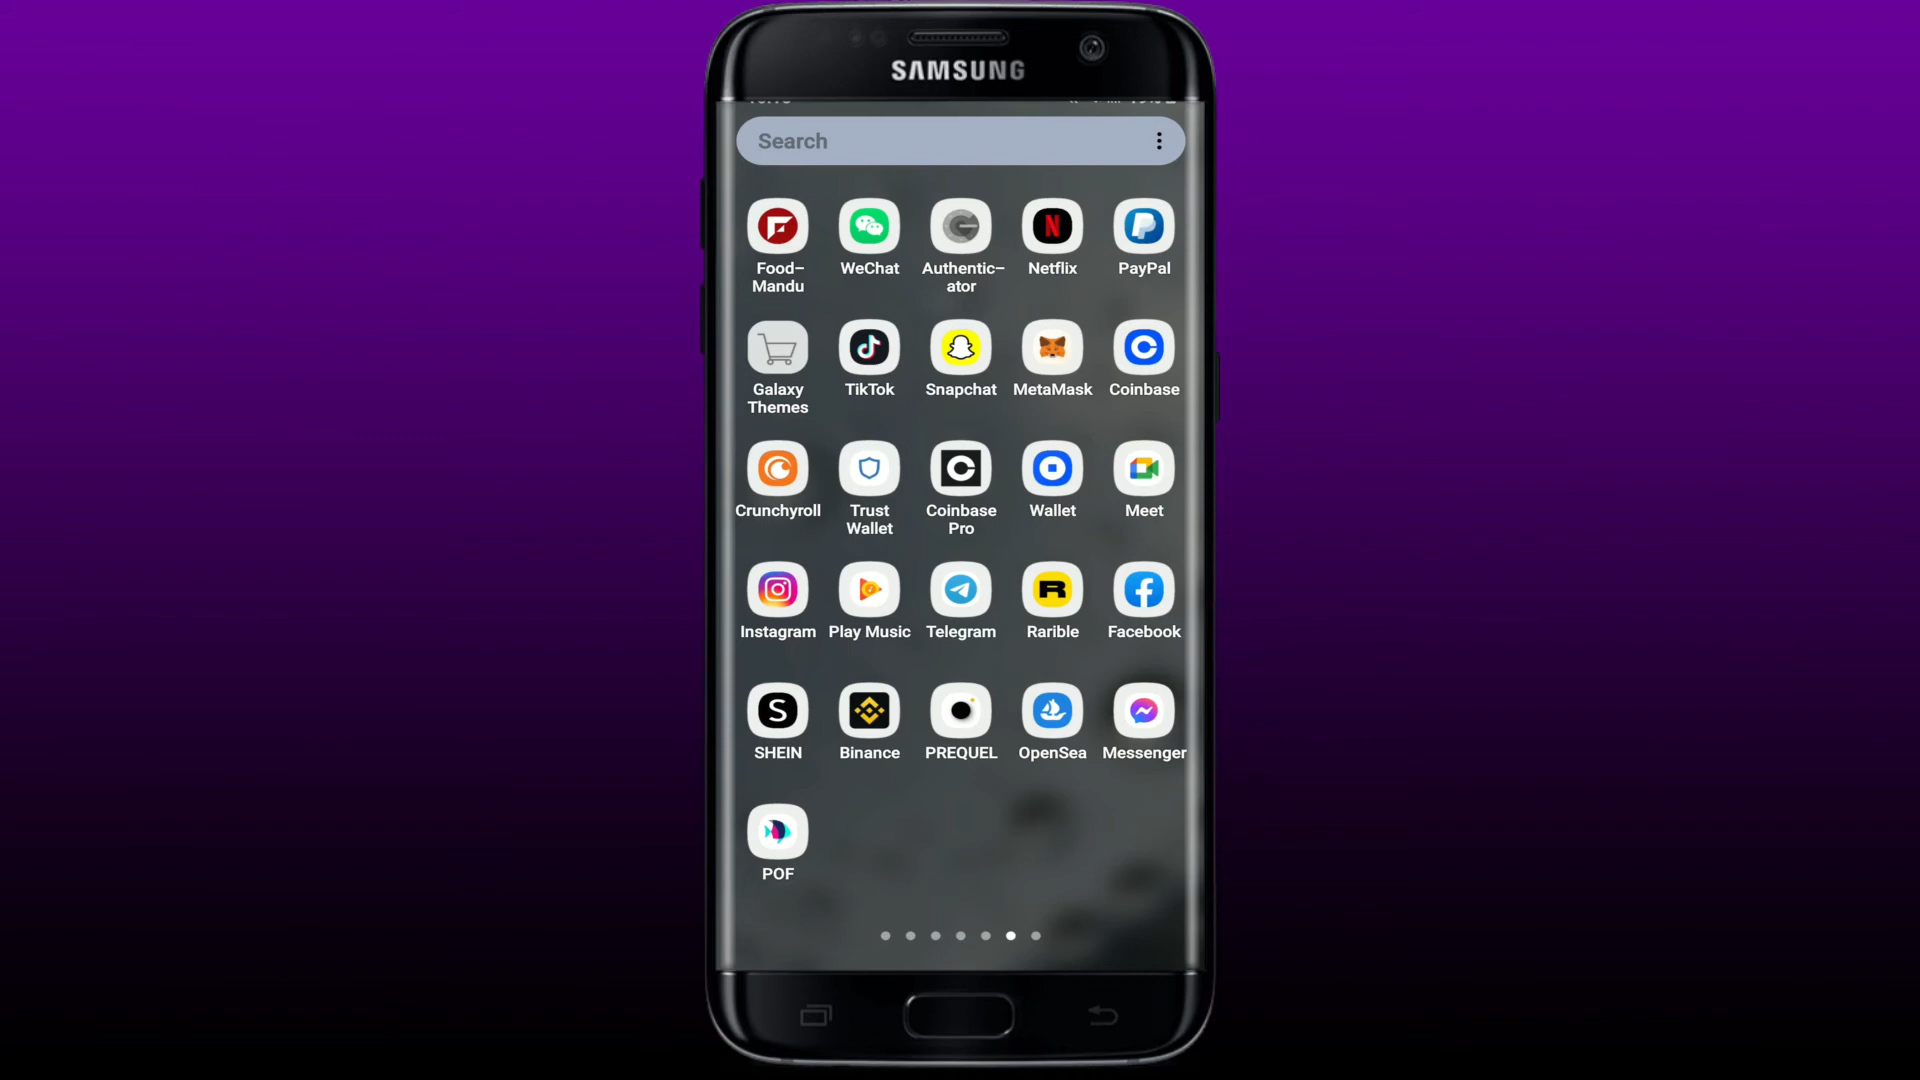 SAMSUNG
Search
Food-
Mandu
WeChat
Authentic-
ator
Netflix
PayPal
Galaxy
Themes
TikTok
Snapchat
MetaMask
Coinbase
Crunchyroll
Trust
Wallet
Coinbase
Pro
Wallet
Meet
Instagram
Play Music
Telegram
Rarible
Facebook
SHEIN
Binance
PREQUEL
OpenSea
Messenger
POF